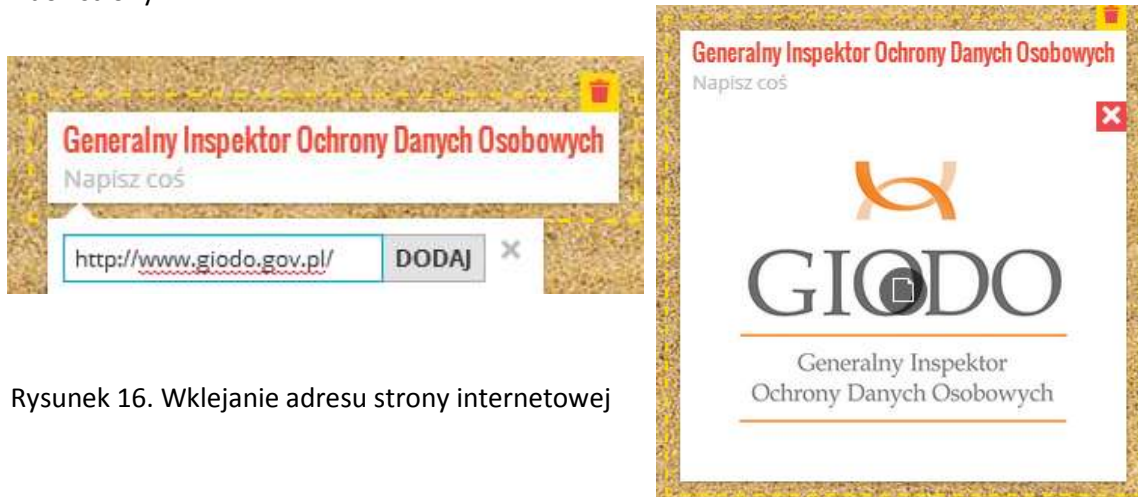 Generalny Inspektor Ochrony Danych Osobowych
Napisz coś
http://www.giodo.gov.pl/
DODAJ
Rysunek 16. Wklejanie adresu strony internetowej
Generalny Inspektor Ochrony Danych Osobowych
Napisz coś
GIODO
Generalny Inspektor
Ochrony Danych Osobowych